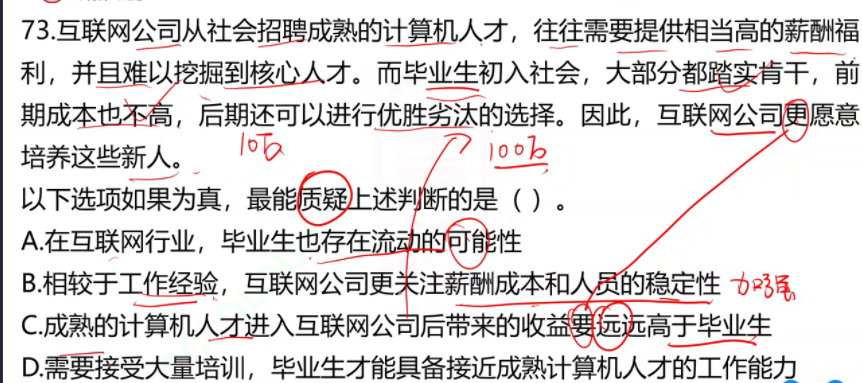 73.互联网公司从社会招聘成熟的计算机人才，往往需要提供相当高的薪酬福
利，并且难以挖掘到核心人才。而毕业生初入社会，大部分都踏实肯干，前
期成本也不高，后期还可以进行优胜劣汰的选择。因此，互联网公司更愿意
培养这些新人。
10万
100万
以下选项如果为真，最能质疑上述判断的是（ ）。
A.在互联网行业，毕业生也存在流动的可能性
B.相较于工作经验，互联网公司更关注薪酬成本和人员的稳定性
C.成熟的计算机人才进入互联网公司后带来的收益要远远高于毕业生
D.需要接受大量培训，毕业生才能具备接近成熟计算机人才的工作能力